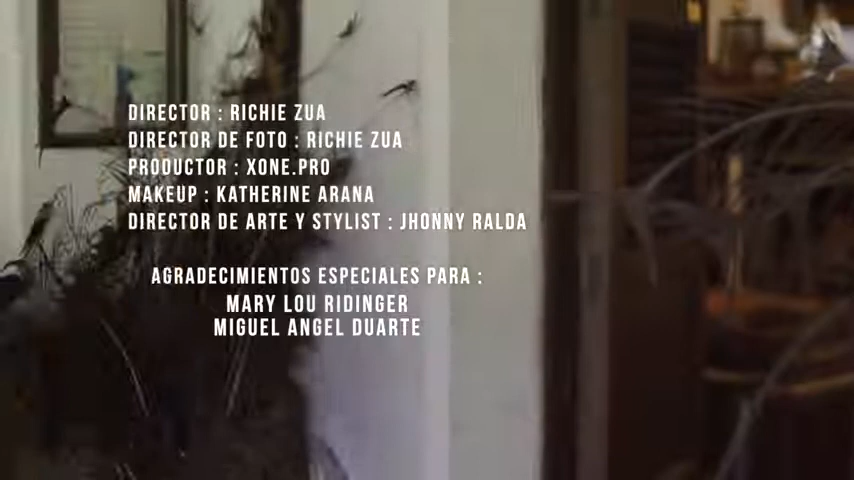 DIRECTOR : RICHIE ZUA
DIRECTOR DE FOTO : RICHIE ZUA
PRODUCTOR : XONE.PRO
MAKEUP : KATHERINE ARANA
DIRECTOR DE ARTE Y STYLIST : JHONNY RALDA
AGRADECIMIENTOS ESPECIALES PARA :
MARY LOU RIDINGER
MIGUEL ANGEL DUARTE